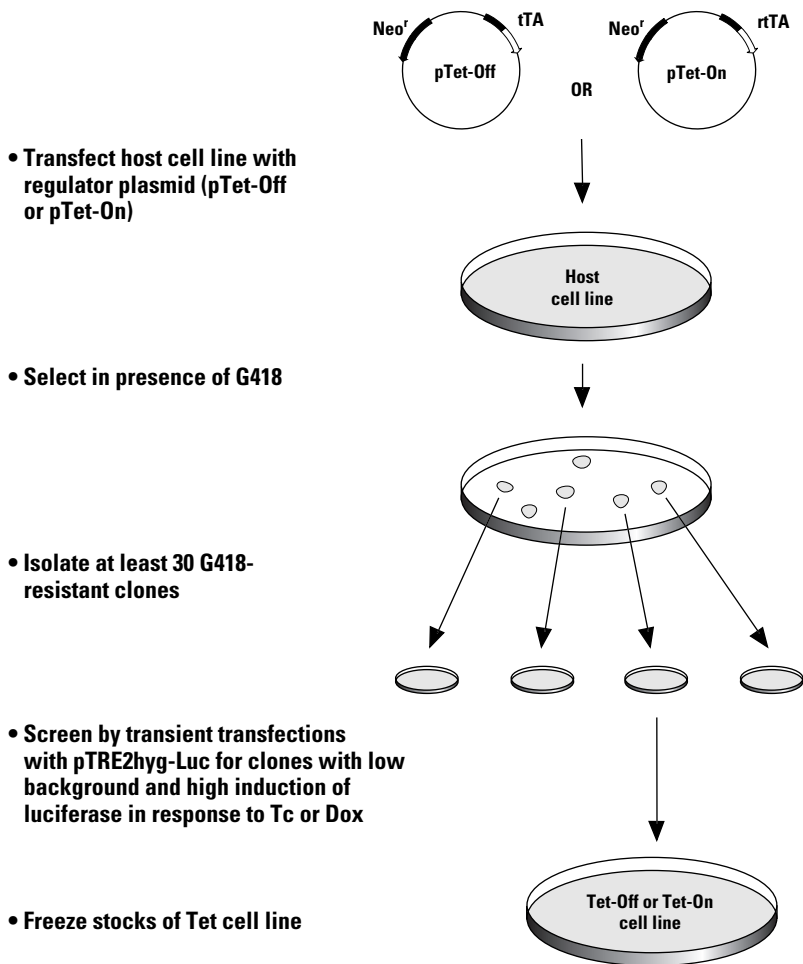 Neoʳ
tTA
pTet-Off
OR
Neoʳ
rtTA
pTet-On
• Transfect host cell line with
regulator plasmid (pTet-Off
or pTet-On)
Host
cell line
• Select in presence of G418
• Isolate at least 30 G418-
resistant clones
• Screen by transient transfections
with pTRE2hyg-Luc for clones with low
background and high induction of
luciferase in response to Tc or Dox
Tet-Off or Tet-On
cell line
• Freeze stocks of Tet cell line